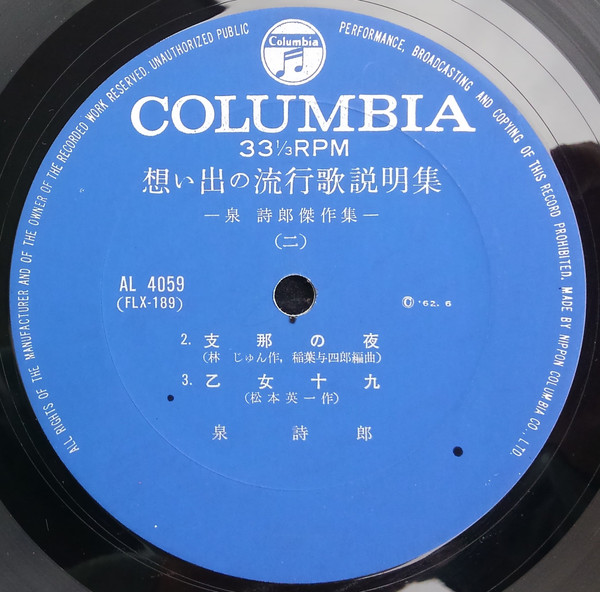 ALL RIGHTS OF THE MANUFACTURER AND OF THE OWNER OF THE RECORDED WORK RESERVED. UNAUTHORIZED PUBLIC PERFORMANCE, BROADCASTING AND COPYING OF THIS RECORD PROHIBITED. MADE BY NIPPON COLUMBIA CO., LTD.
Columbia
COLUMBIA
33 1/3 RPM
想い出の流行歌説明集
―泉 詩郎傑作集―
(二)
AL 4059
(FLX-189)
Ⓒ '62. 6
2. 支那の夜
(林 じゅん作, 稲葉与四郎編曲)
3. 乙女十九
(松本英一作)
泉 詩 郎